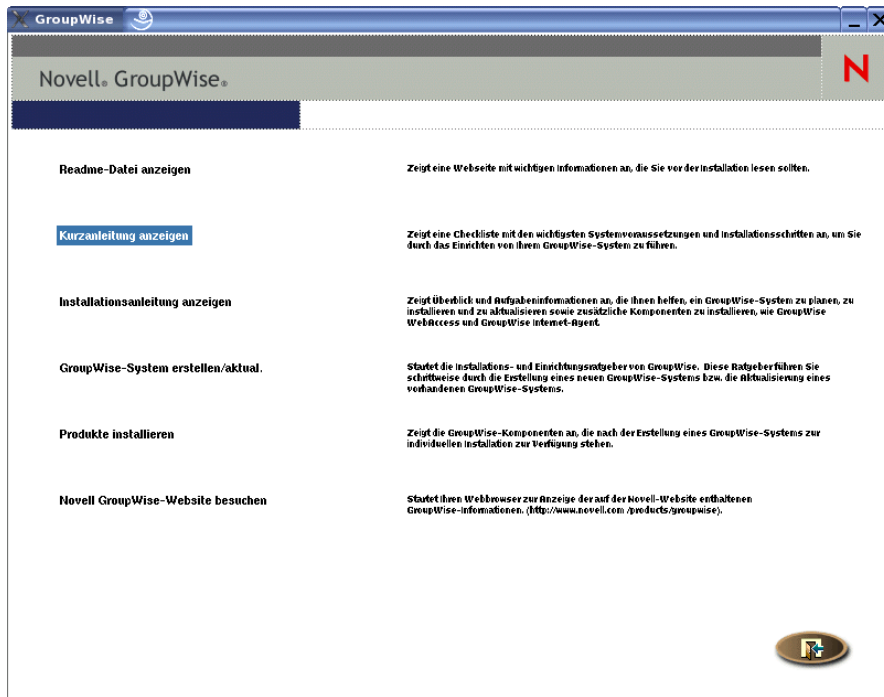 GroupWise
Novell® GroupWise®
N
Readme-Datei anzeigen
Zeigt eine Webseite mit wichtigen Informationen an, die Sie vor der Installation lesen sollten.
Kurzanleitung anzeigen
Zeigt eine Checkliste mit den wichtigsten Systemvoraussetzungen und Installationsschritten an, um Sie
durch das Einrichten von Ihrem GroupWise-System zu führen.
Installationsanleitung anzeigen
Zeigt Überblick und Aufgabeninformationen an, die Ihnen helfen, ein GroupWise-System zu planen, zu
installieren und zu aktualisieren sowie zusätzliche Komponenten zu installieren, wie GroupWise
WebAccess und GroupWise Internet-Agent.
GroupWise-System erstellen/aktual.
Startet die Installations- und Einrichtungsratgeber von GroupWise. Diese Ratgeber führen Sie
schrittweise durch die Erstellung eines neuen GroupWise-Systems bzw. die Aktualisierung eines
vorhandenen GroupWise-Systems.
Produkte installieren
Zeigt die GroupWise-Komponenten an, die nach der Erstellung eines GroupWise-Systems zur
individuellen Installation zur Verfügung stehen.
Novell GroupWise-Website besuchen
Startet Ihren Webbrowser zur Anzeige der auf der Novell-Website enthaltenen
GroupWise-Informationen. (http://www.novell.com /products/groupwise).